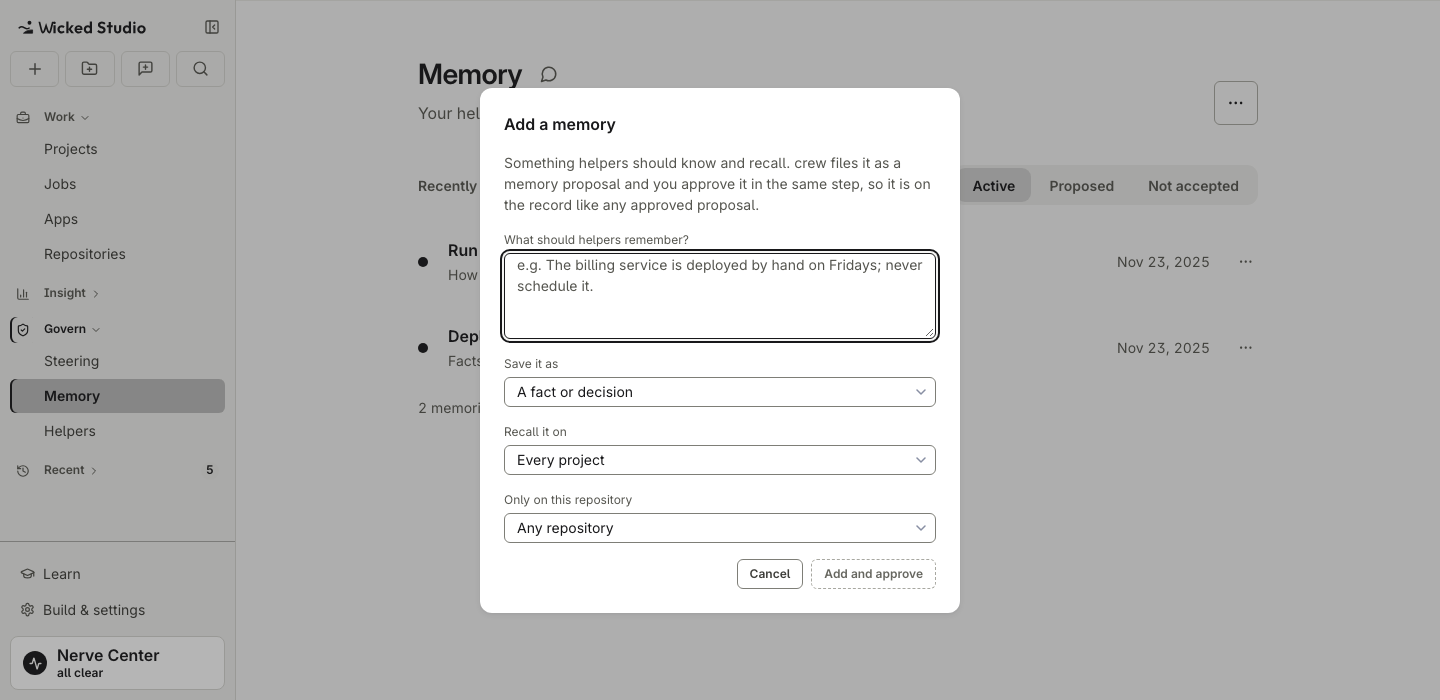 Wicked Studio
Work
Projects
Jobs
Apps
Repositories
Insight
Govern
Steering
Memory
Helpers
Recent
5
Learn
Build & settings
Nerve Center
all clear
Memory
Your
Recently
Active
Proposed
Not accepted
Run
How
Nov 23, 2025
Facts
Nov 23, 2025
2
Add a memory
Something helpers should know and recall. crew files it as a
memory proposal and you approve it in the same step, so it is on
the record like any approved proposal.
What should helpers remember?
e.g. The billing service is deployed by hand on Fridays; never
schedule it.
Save it as
A fact or decision
Recall it on
Every project
Only on this repository
Any repository
Cancel
Add and approve